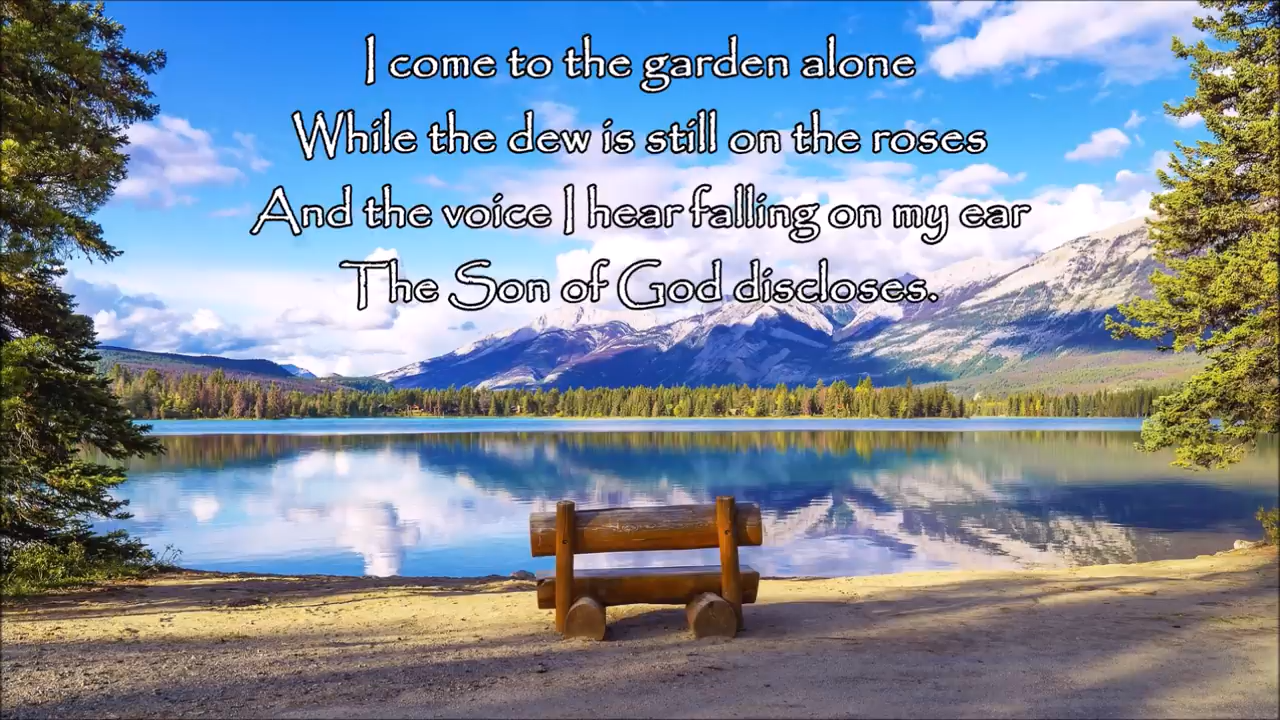 I come to the garden alone
While the dew is still on the roses
And the voice I hear falling on my ear
The Son of God discloses.